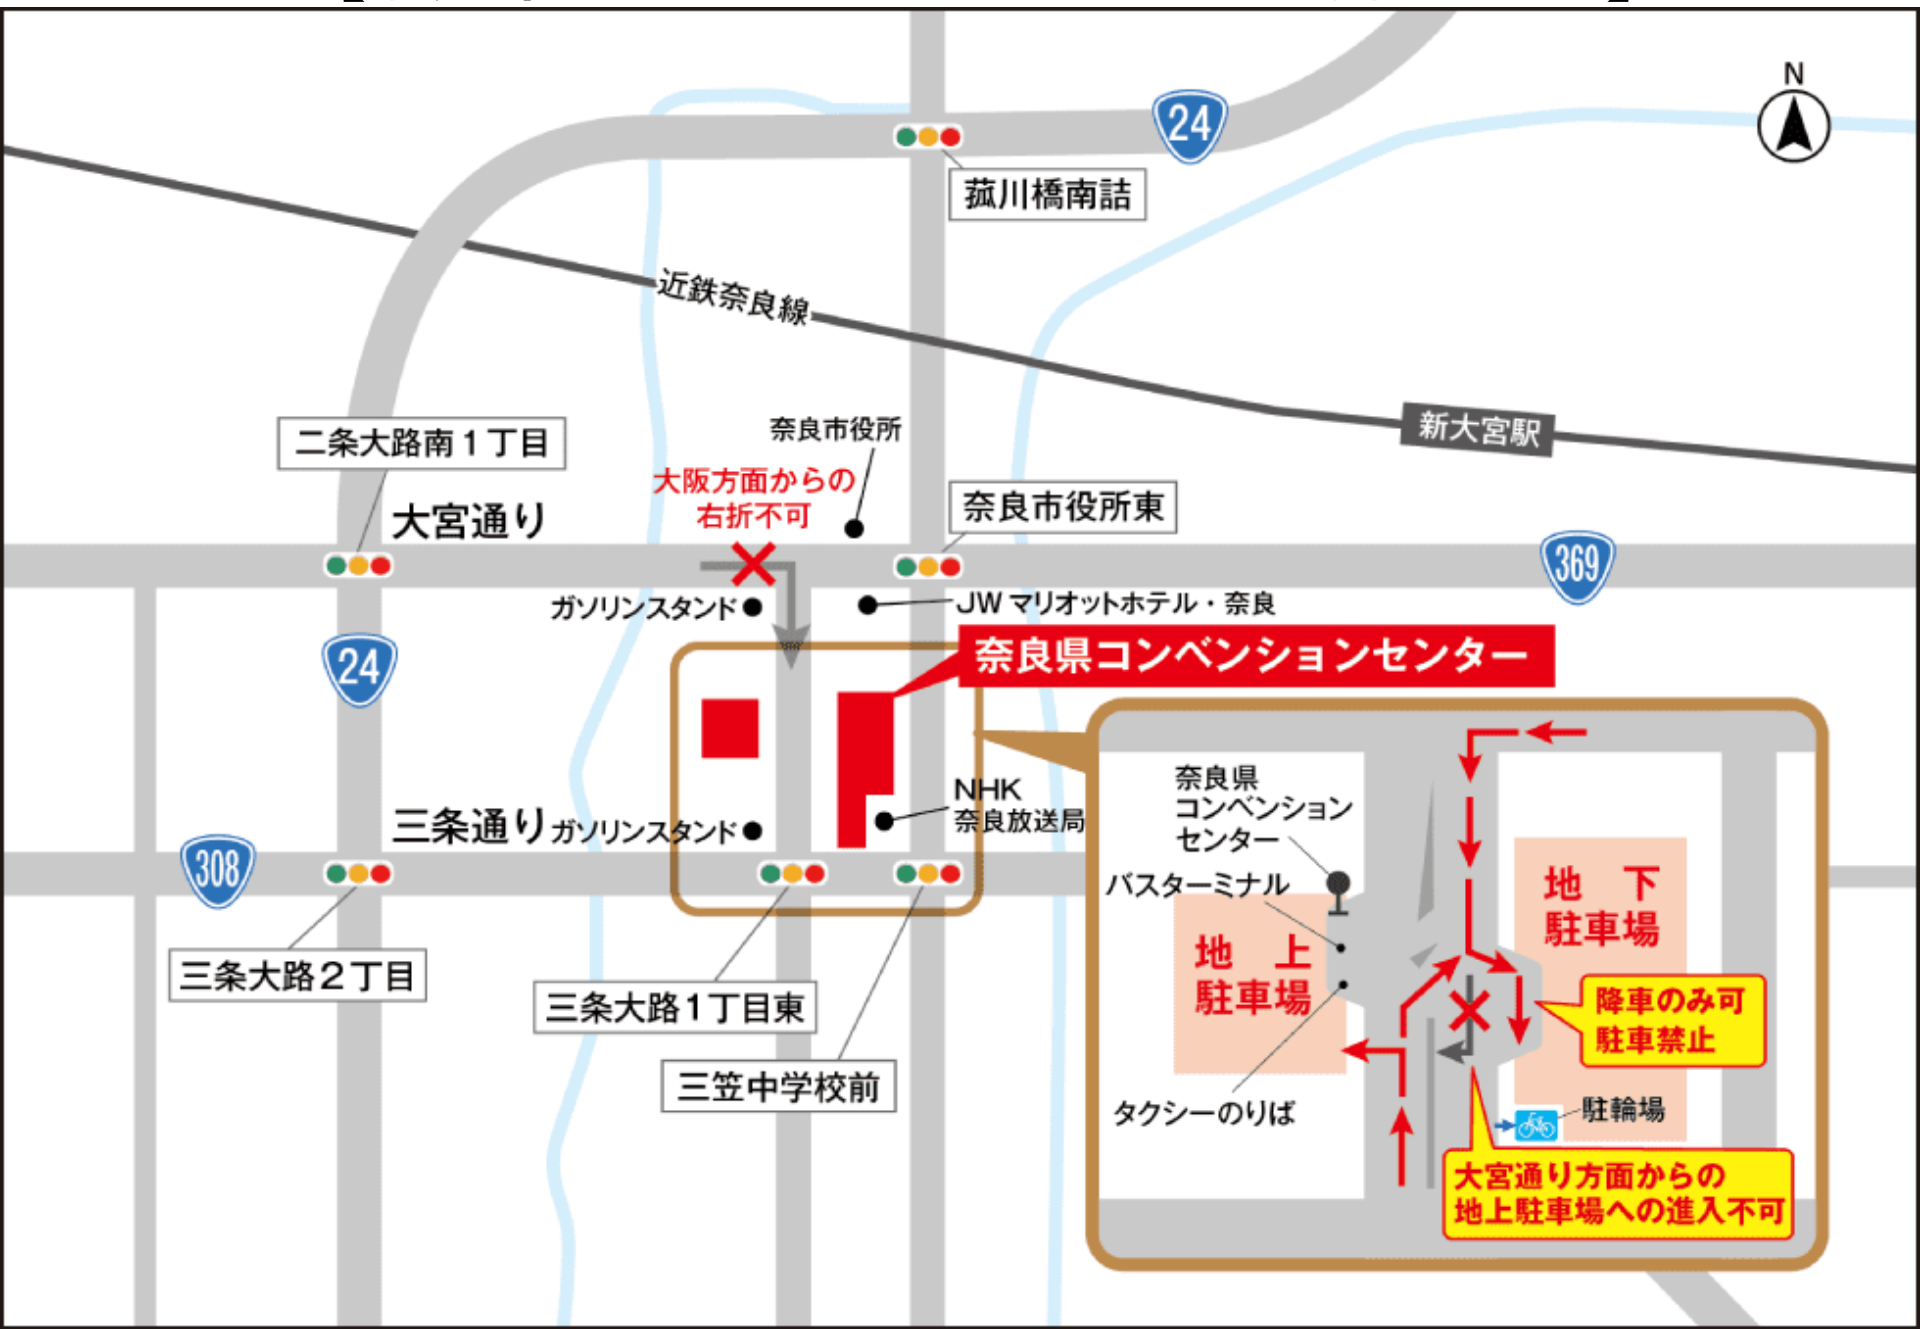 N
24
菰川橋南詰
近鉄奈良線
新大宮駅
二条大路南1丁目
奈良市役所
大阪方面からの
右折不可
大宮通り
奈良市役所東
369
ガソリンスタンド
JWマリオットホテル・奈良
奈良県コンベンションセンター
24
NHK
奈良放送局
三条通り
ガソリンスタンド
308
三条大路2丁目
三条大路1丁目東
三笠中学校前
奈良県
コンベンション
センター
バスターミナル
地 上
駐車場
地 下
駐車場
降車のみ可
駐車禁止
タクシーのりば
駐輪場
大宮通り方面からの
地上駐車場への進入不可